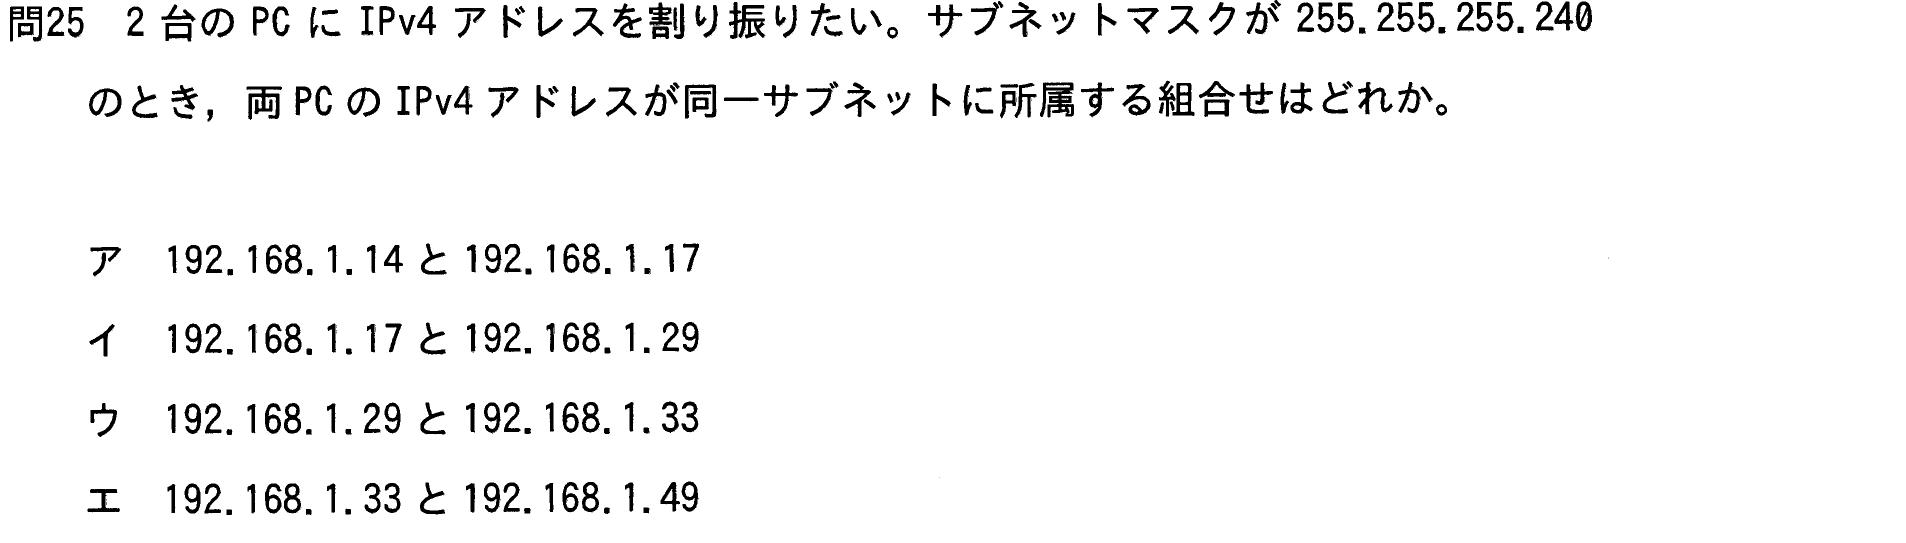 問25 2 台の PC に IPv4 アドレスを割り振りたい。サブネットマスクが 255.255.255.240
のとき，両 PC の IPv4 アドレスが同一サブネットに所属する組合せはどれか。
ア 192.168.1.14 と 192.168.1.17
イ 192.168.1.17 と 192.168.1.29
ウ 192.168.1.29 と 192.168.1.33
エ 192.168.1.33 と 192.168.1.49